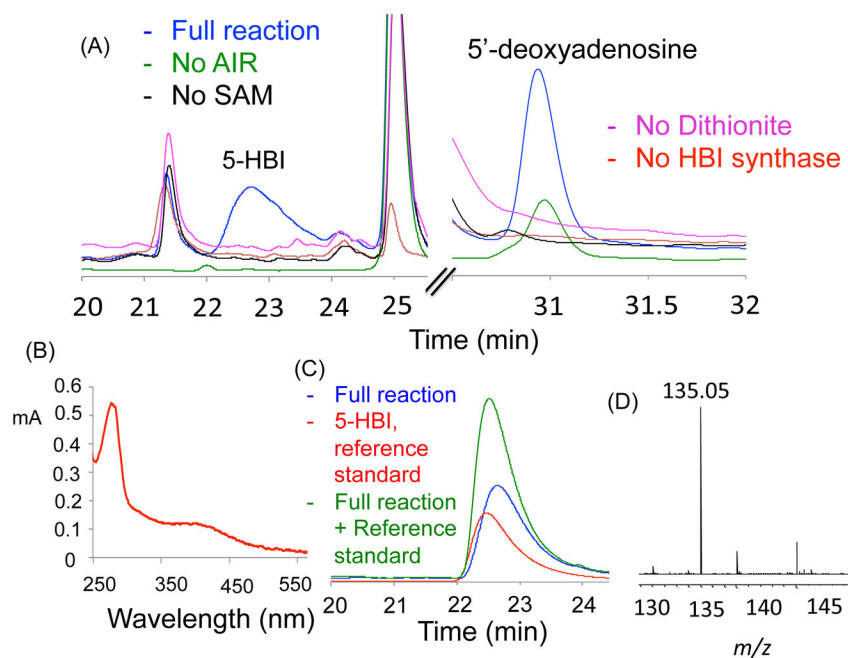 (A)
- Full reaction
- No AIR
- No SAM
5-HBI
5’-deoxyadenosine
- No Dithionite
- No HBI synthase
20 21 22 23 24 25 31 31.5 32
Time (min)
(B)
mA
0.6
0.5
0.4
0.3
0.2
0.1
0
250 350 450 550
Wavelength (nm)
(C)
- Full reaction
- 5-HBI,
reference
standard
- Full reaction
+ Reference
standard
20 21 22 23 24
Time (min)
(D)
135.05
130 135 140 145
m/z